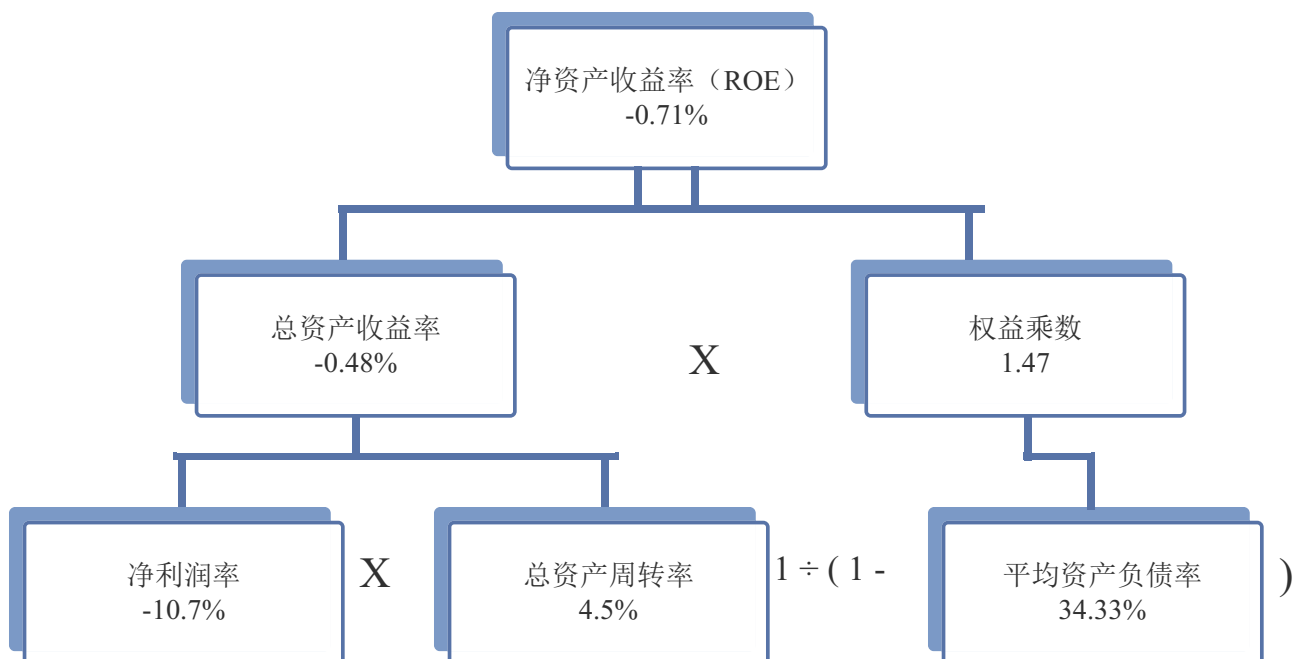 净资产收益率（ROE）
-0.71%
总资产收益率
-0.48%
X
权益乘数
1.47
净利润率
-10.7%
X
总资产周转率
4.5%
1 ÷ ( 1 -
平均资产负债率
34.33%
)